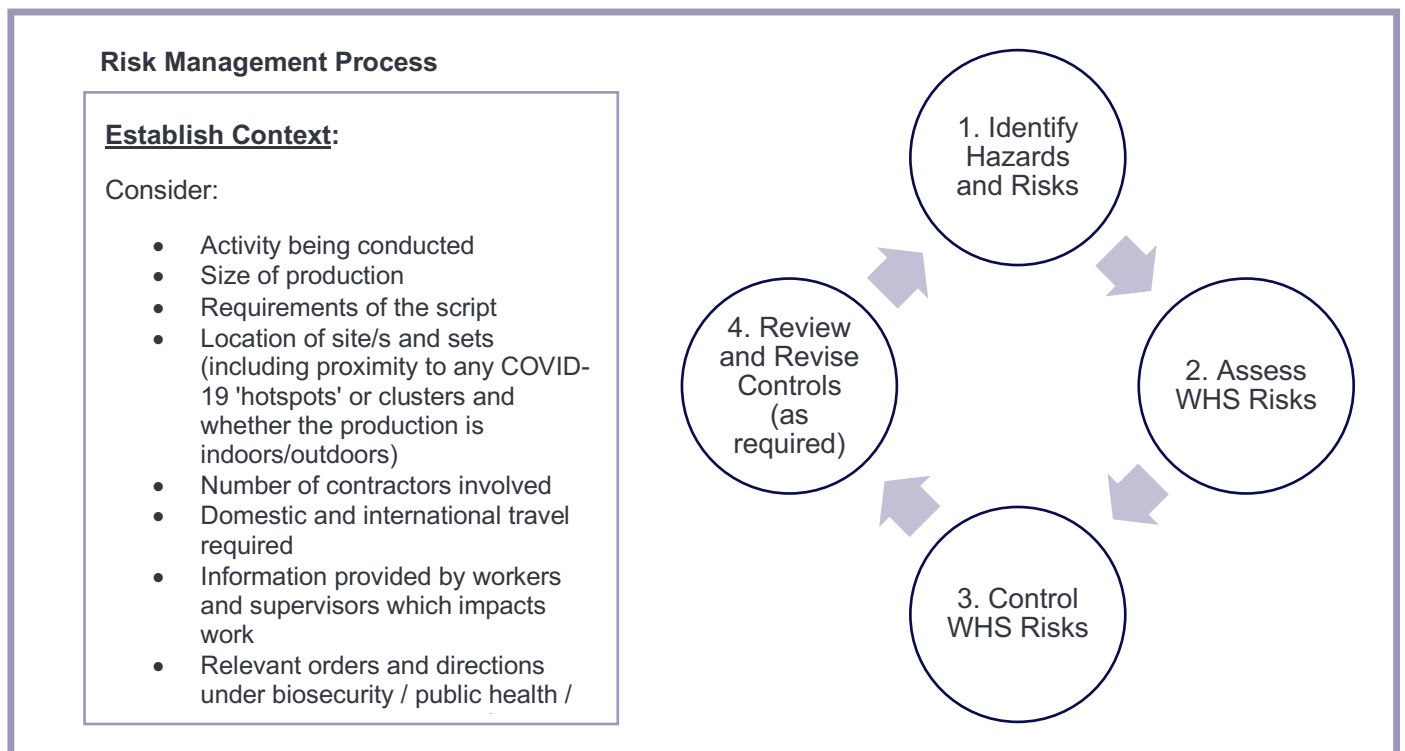 Risk Management Process
Establish Context:
Consider:
• Activity being conducted
• Size of production
• Requirements of the script
• Location of site/s and sets
(including proximity to any COVID-
19 'hotspots' or clusters and
whether the production is
indoors/outdoors)
• Number of contractors involved
• Domestic and international travel
required
• Information provided by workers
and supervisors which impacts
work
• Relevant orders and directions
under biosecurity / public health /
1. Identify
Hazards
and Risks
2. Assess
WHS Risks
3. Control
WHS Risks
4. Review
and Revise
Controls
(as
required)